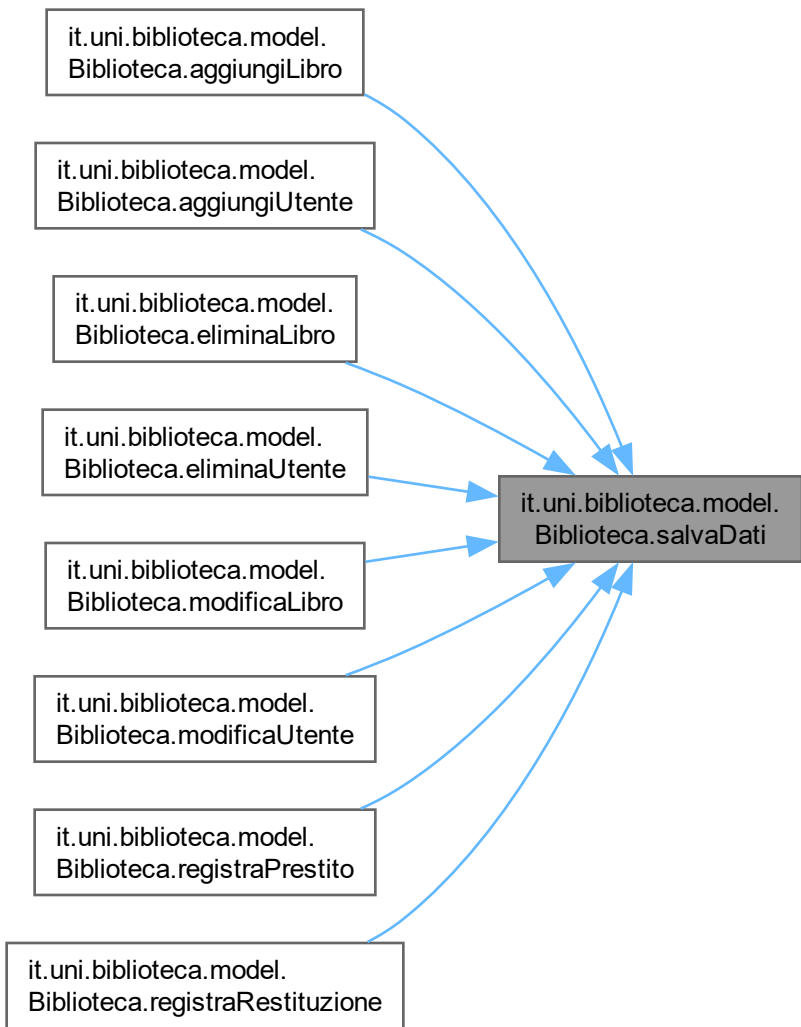 it.uni.biblioteca.model.
Biblioteca.aggiungiLibro
it.uni.biblioteca.model.
Biblioteca.aggiungiUtente
it.uni.biblioteca.model.
Biblioteca.eliminaLibro
it.uni.biblioteca.model.
Biblioteca.eliminaUtente
it.uni.biblioteca.model.
Biblioteca.modificaLibro
it.uni.biblioteca.model.
Biblioteca.modificaUtente
it.uni.biblioteca.model.
Biblioteca.registraPrestito
it.uni.biblioteca.model.
Biblioteca.registraRestituzione
it.uni.biblioteca.model.
Biblioteca.salvaDati